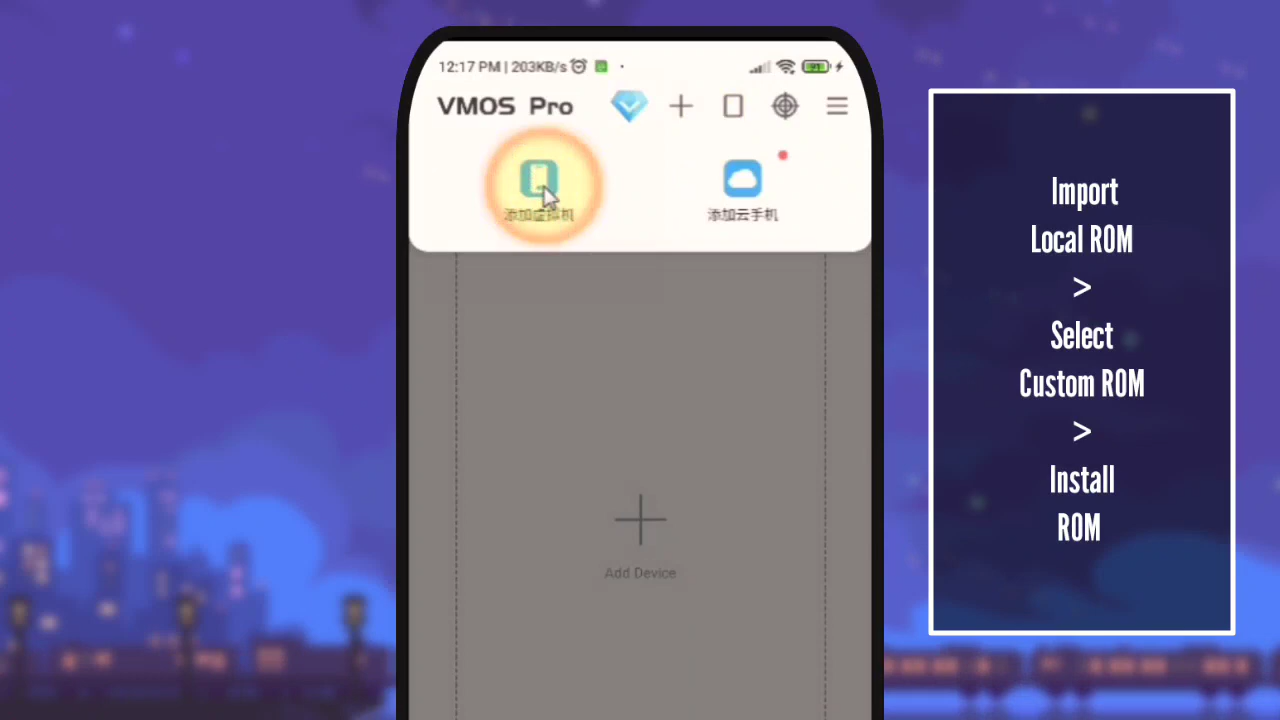 12:17 PM | 203KB/s
VMOS Pro
添加虚拟机
添加云手机
Add Device
Import
Local ROM
>
Select
Custom ROM
>
Install
ROM